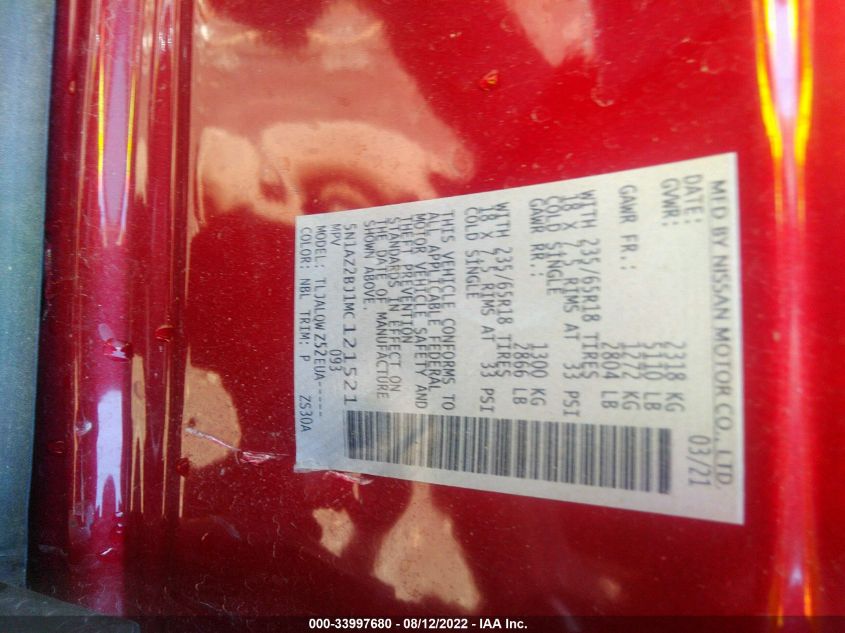 MFD BY NISSAN MOTOR CO., LTD.
DATE: 03/21
GVWR: 2318 KG
5110 LB
GAWR FR.: 1272 KG
2804 LB
WITH 235/65R18 TIRES
18 X 7.5 RIMS AT 33 PSI
COLD SINGLE
GAWR RR.: 1300 KG
2866 LB
WITH 235/65R18 TIRES
18 X 7.5 RIMS AT 33 PSI
COLD SINGLE
THIS VEHICLE CONFORMS TO
ALL APPLICABLE FEDERAL
MOTOR VEHICLE SAFETY AND
THEFT PREVENTION
STANDARDS IN EFFECT ON
THE DATE OF MANUFACTURE
SHOWN ABOVE.
5N1AZ2BJ1MC121521
MPV 093
MODEL: TLJALQWZ52EUA-----
COLOR: NBL TRIM: P ZS30A
000-33997680 - 08/12/2022 - IAA Inc.